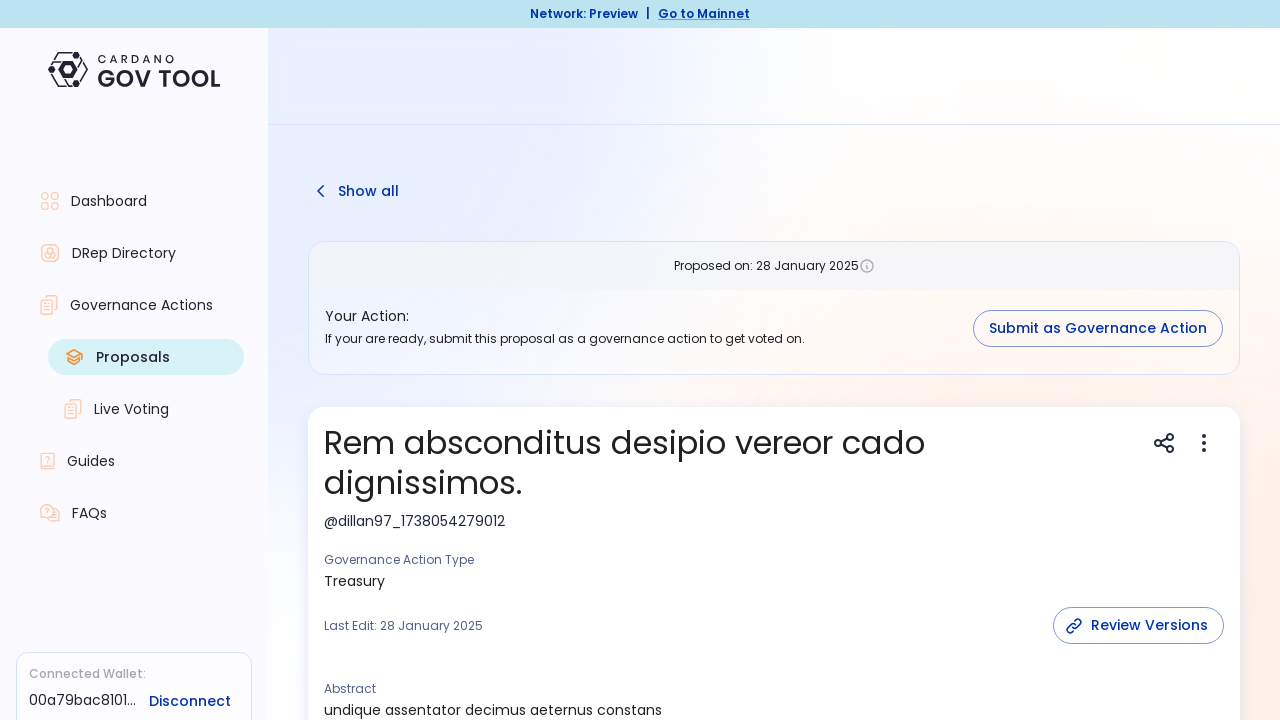 Network: Preview | Go to Mainnet
CARDANO
GOV TOOL
Dashboard
DRep Directory
Governance Actions
Proposals
Live Voting
Guides
FAQs
Connected Wallet:
00a79bac8101...
Disconnect
Show all
Proposed on: 28 January 2025
Your Action:
If your are ready, submit this proposal as a governance action to get voted on.
Submit as Governance Action
Rem absconditus desipio vereor cado
dignissimos.
@dillan97_1738054279012
Governance Action Type
Treasury
Last Edit: 28 January 2025
Review Versions
Abstract
undique assentator decimus aeternus constans